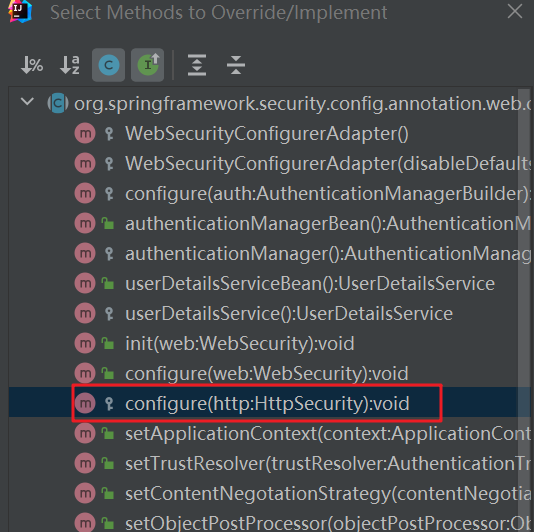 Select Methods to Override/Implement
org.springframework.security.config.annotation.web.
WebSecurityConfigurerAdapter()
WebSecurityConfigurerAdapter(disableDefaults
configure(auth:AuthenticationManagerBuilder):
authenticationManagerBean():AuthenticationM
authenticationManager():AuthenticationManag
userDetailsServiceBean():UserDetailsService
userDetailsService():UserDetailsService
init(web:WebSecurity):void
configure(web:WebSecurity):void
configure(http:HttpSecurity):void
setApplicationContext(context:ApplicationCont
setTrustResolver(trustResolver:AuthenticationTr
setContentNegotationStrategy(contentNegotia
setObjectPostProcessor(objectPostProcessor:Ob